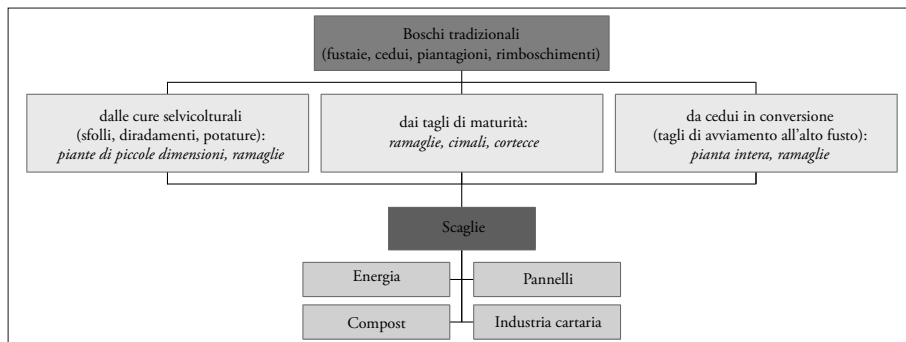 Boschi tradizionali
(fustaie, cedui, piantagioni, rimboschimenti)
dalle cure selvicolturali
(sfolli, diradamenti, potature):
piante di piccole dimensioni, ramaglie
dai tagli di maturità:
ramaglie, cimali, cortecce
da cedui in conversione
(tagli di avviamento all'alto fusto):
pianta intera, ramaglie
Scaglie
Energia
Pannelli
Compost
Industria cartaria